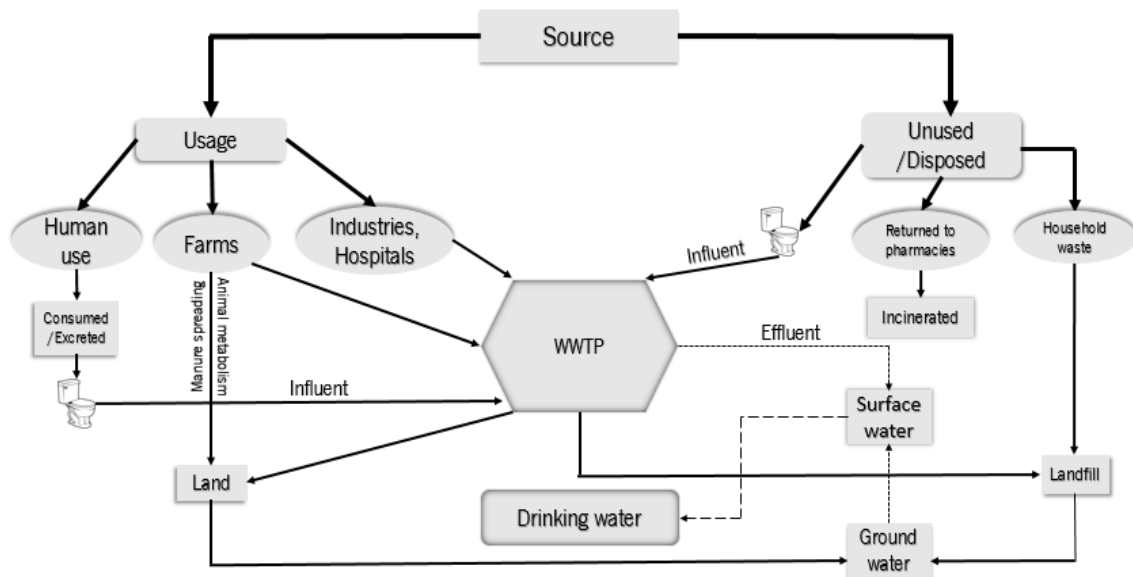 Source
Usage
Unused
/Disposed
Human
use
Farms
Industries,
Hospitals
Influent
Returned to
pharmacies
Household
waste
Consumed
/Excreted
Animal metabolism
Manure spreading
WWTP
Effluent
Incinerated
Influent
Surface
water
Land
Landfill
Drinking water
Ground
water